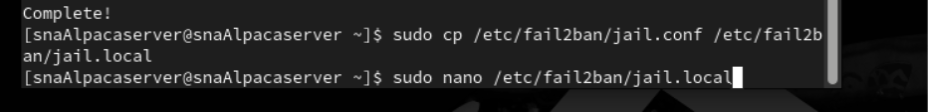 Complete!
[snaAlpacaserver@snaAlpacaserver ~]$ sudo cp /etc/fail2ban/jail.conf /etc/fail2b
an/jail.local
[snaAlpacaserver@snaAlpacaserver ~]$ sudo nano /etc/fail2ban/jail.local